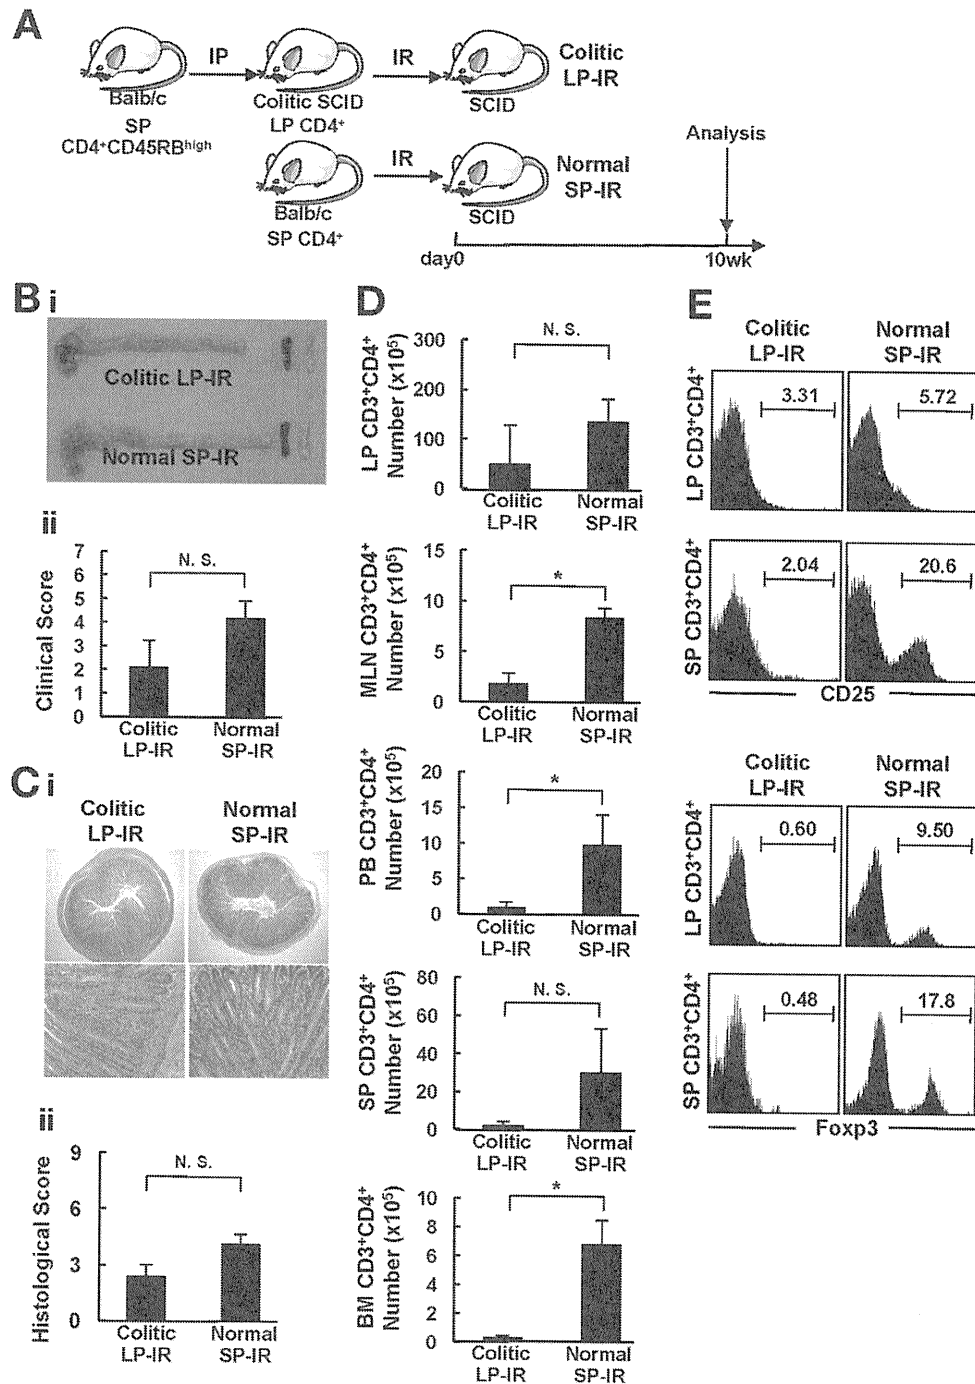 A
IP
IR
Colitic
LP-IR
Balb/c
SP
CD4+CD45RBhigh
Colitic SCID
LP CD4+
SCID
Analysis
IR
Normal
SP-IR
Balb/c
SP CD4+
SCID
day0
10wk
B i
Colitic LP-IR
Normal SP-IR
ii
Clinical Score
7
6
5
4
3
2
1
0
N. S.
Colitic
LP-IR
Normal
SP-IR
C i
Colitic
LP-IR
Normal
SP-IR
ii
Histological Score
9
6
3
0
N. S.
Colitic
LP-IR
Normal
SP-IR
D
LP CD3+CD4+
Number (x10⁵)
300
200
100
0
N. S.
Colitic
LP-IR
Normal
SP-IR
MLN CD3+CD4+
Number (x10⁵)
15
10
5
0
*
Colitic
LP-IR
Normal
SP-IR
PB CD3+CD4+
Number (x10⁵)
20
15
10
5
0
*
Colitic
LP-IR
Normal
SP-IR
SP CD3+CD4+
Number (x10⁵)
80
60
40
20
0
N. S.
Colitic
LP-IR
Normal
SP-IR
BM CD3+CD4+
Number (x10⁵)
10
8
6
4
2
0
*
Colitic
LP-IR
Normal
SP-IR
E
Colitic
LP-IR
Normal
SP-IR
LP CD3+CD4+
3.31
5.72
SP CD3+CD4+
2.04
20.6
CD25
Colitic
LP-IR
Normal
SP-IR
LP CD3+CD4+
0.60
9.50
SP CD3+CD4+
0.48
17.8
Foxp3